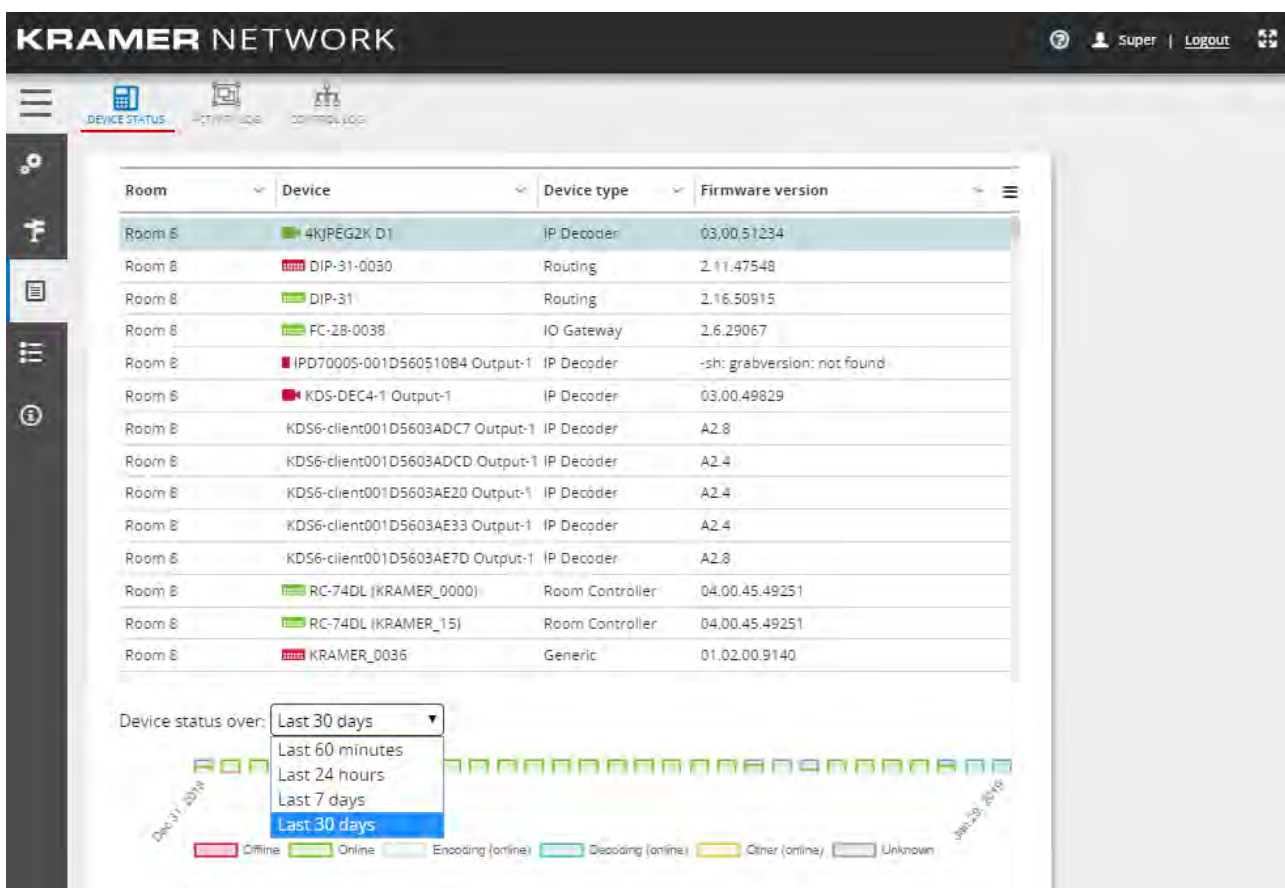 KRAMER NETWORK
Super | Logout
DEVICE STATUS ACTIVITY LOG CONTROL LOG
Room Device Device type Firmware version
Room 8 4KJPEG2K D1 IP Decoder 03.00.51234
Room 8 DIP-31-0030 Routing 2.11.47548
Room 8 DIP-31 Routing 2.16.50915
Room 8 FC-28-0038 IO Gateway 2.6.29067
Room 8 IPD7000S-001D560510B4 Output-1 IP Decoder -sh: grabversion: not found
Room 8 KDS-DEC4-1 Output-1 IP Decoder 03.00.49829
Room 8 KDS6-client001D5603ADC7 Output-1 IP Decoder A2.8
Room 8 KDS6-client001D5603ADCD Output-1 IP Decoder A2.4
Room 8 KDS6-client001D5603AE20 Output-1 IP Decoder A2.4
Room 8 KDS6-client001D5603AE33 Output-1 IP Decoder A2.4
Room 8 KDS6-client001D5603AE7D Output-1 IP Decoder A2.8
Room 8 RC-74DL (KRAMER_0000) Room Controller 04.00.45.49251
Room 8 RC-74DL (KRAMER_15) Room Controller 04.00.45.49251
Room 8 KRAMER_0036 Generic 01.02.00.9140
Device status over: Last 30 days
Last 60 minutes
Last 24 hours
Last 7 days
Last 30 days
Dec 31, 2018 Jan 29, 2019
Offline Online Encoding (online) Decoding (online) Other (online) Unknown